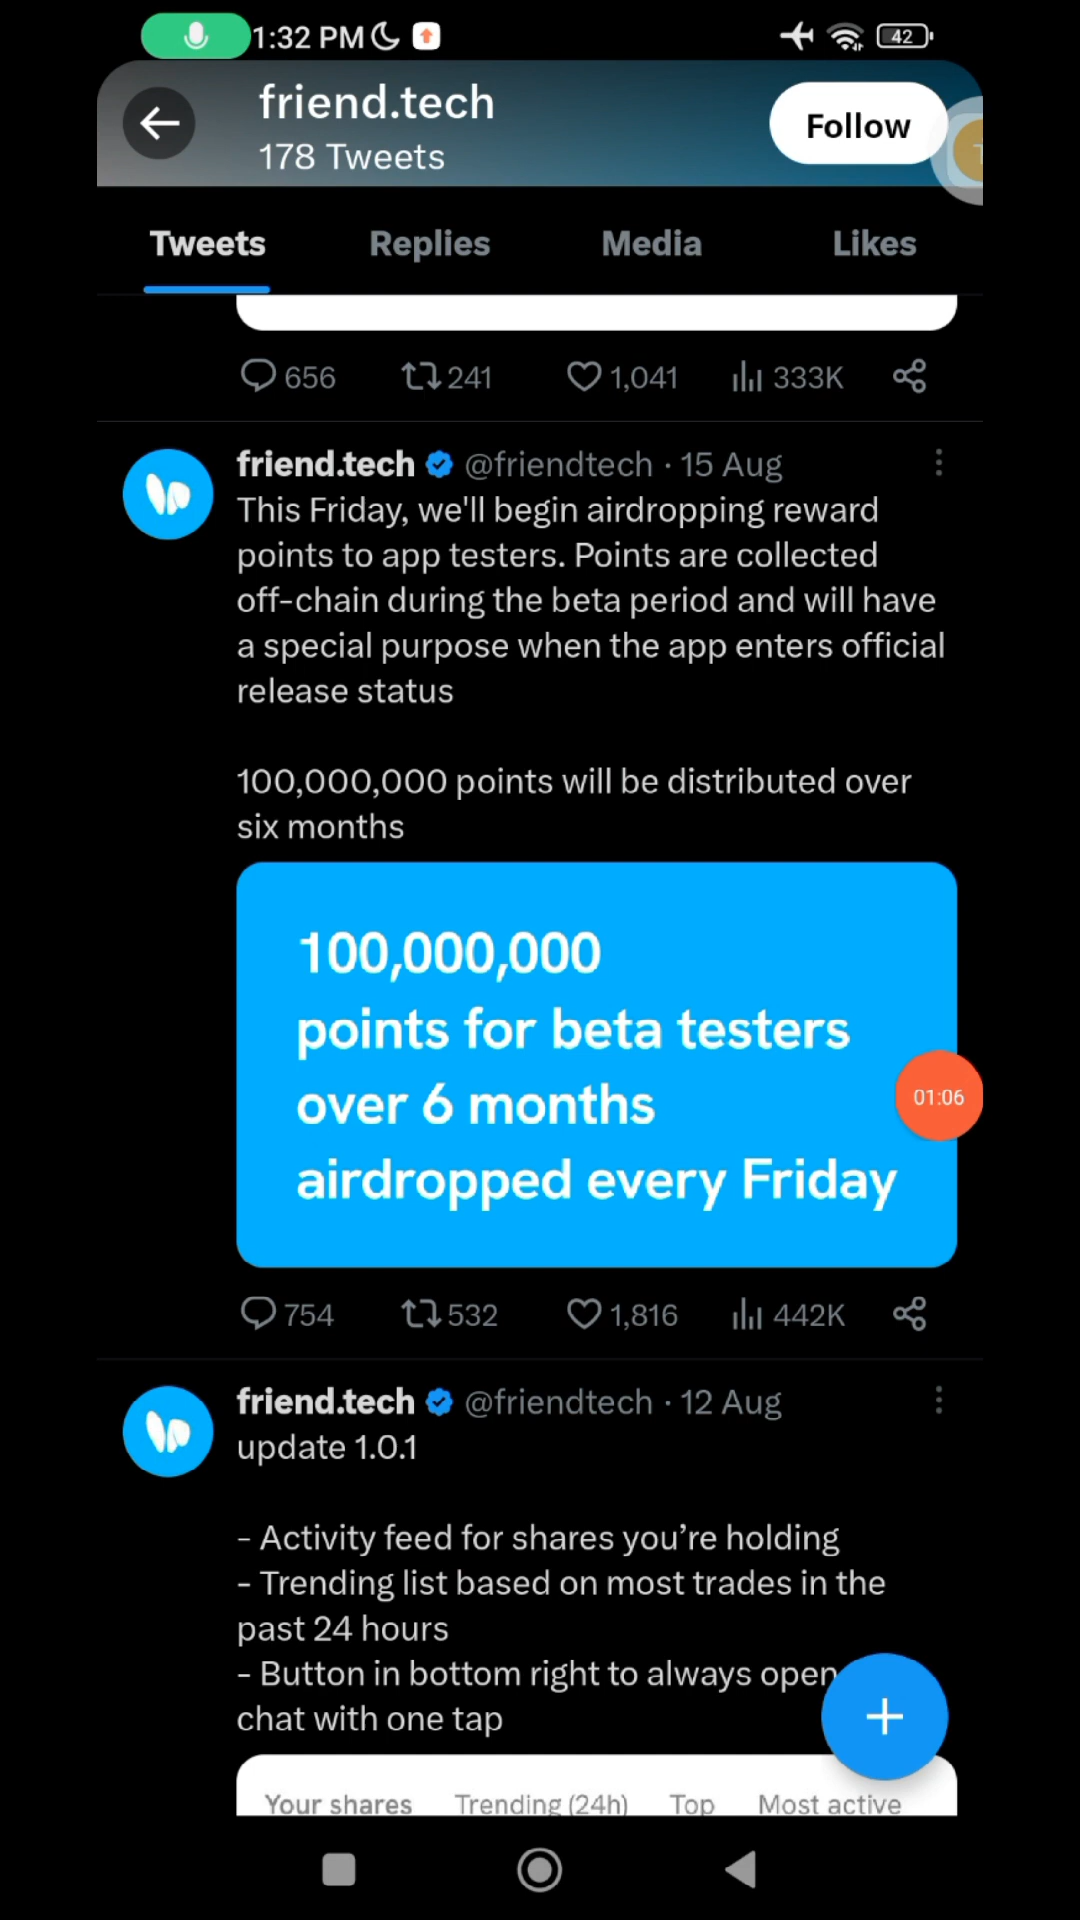 1:32 PM
42
friend.tech
178 Tweets
Follow
Tweets Replies Media Likes
656 241 1,041 333K
friend.tech @friendtech · 15 Aug
This Friday, we'll begin airdropping reward
points to app testers. Points are collected
off-chain during the beta period and will have
a special purpose when the app enters official
release status
100,000,000 points will be distributed over
six months
100,000,000
points for beta testers
over 6 months
airdropped every Friday
01:06
754 532 1,816 442K
friend.tech @friendtech · 12 Aug
update 1.0.1
- Activity feed for shares you’re holding
- Trending list based on most trades in the
past 24 hours
- Button in bottom right to always open
chat with one tap
Your shares Trending (24h) Top Most active